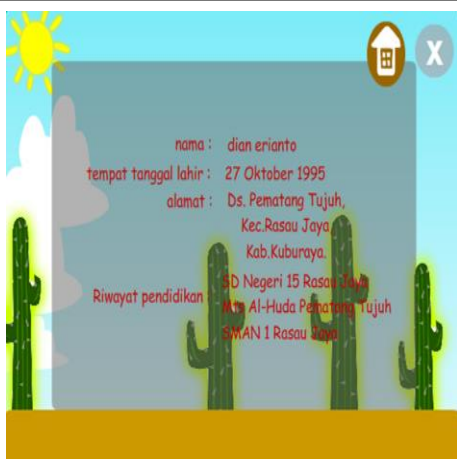 nama : dian erianto
tempat tanggal lahir : 27 Oktober 1995
alamat : Ds. Pematang Tujuh,
Kec.Rasau Jaya
Kab.Kuburaya.
SD Negeri 15 Rasau Jaya
Riwayat pendidikan : Mts Al-Huda Pematang Tujuh
SMAN 1 Rasau Jaya
X